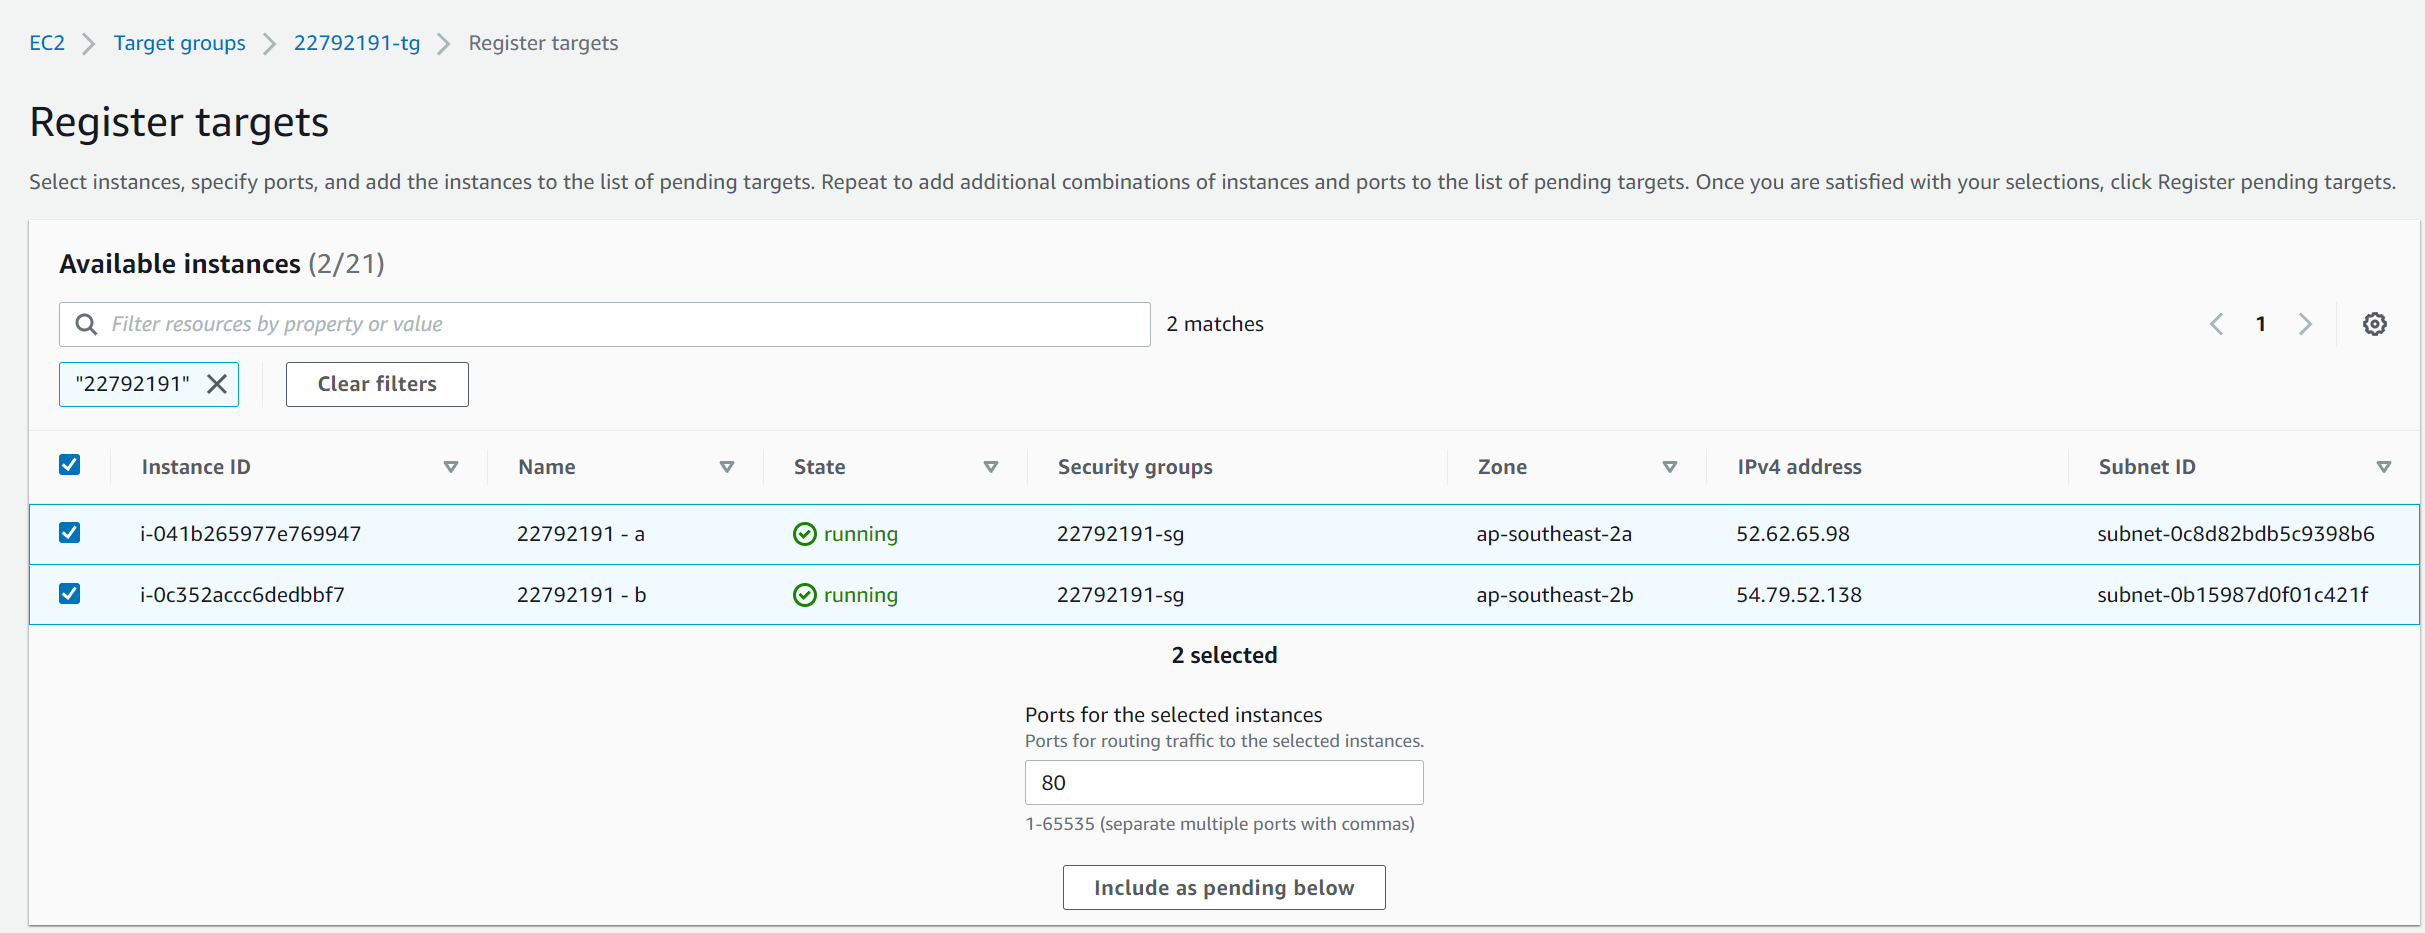 EC2 Target groups 22792191-tg Register targets
Register targets
Select instances, specify ports, and add the instances to the list of pending targets. Repeat to add additional combinations of instances and ports to the list of pending targets. Once you are satisfied with your selections, click Register pending targets.
Available instances (2/21)
Filter resources by property or value 2 matches 1
"22792191" Clear filters
Instance ID Name State Security groups Zone IPv4 address Subnet ID
i-041b265977e769947 22792191 - a running 22792191-sg ap-southeast-2a 52.62.65.98 subnet-0c8d82bdb5c9398b6
i-0c352accc6dedbbf7 22792191 - b running 22792191-sg ap-southeast-2b 54.79.52.138 subnet-0b15987d0f01c421f
2 selected
Ports for the selected instances
Ports for routing traffic to the selected instances.
80
1-65535 (separate multiple ports with commas)
Include as pending below